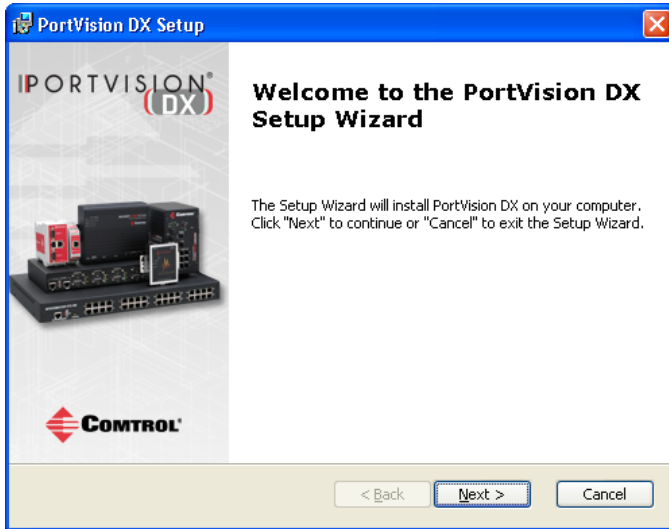 PortVision DX Setup
PORTVISION®
(DX)
Welcome to the PortVision DX
Setup Wizard
The Setup Wizard will install PortVision DX on your computer.
Click "Next" to continue or "Cancel" to exit the Setup Wizard.
COMTROL®
< Back
Next >
Cancel